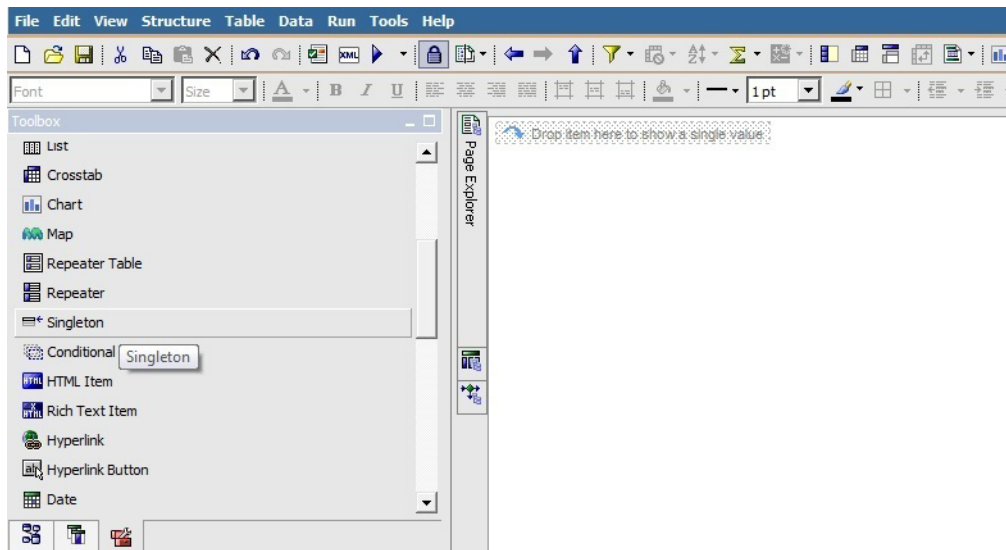 File Edit View Structure Table Data Run Tools Help
XML
Font Size A B I U 1 pt
Toolbox
List
Crosstab
Chart
Map
Repeater Table
Repeater
Singleton
Conditional
Singleton
HTML Item
Rich Text Item
Hyperlink
Hyperlink Button
Date
Page Explorer
Drop item here to show a single value.